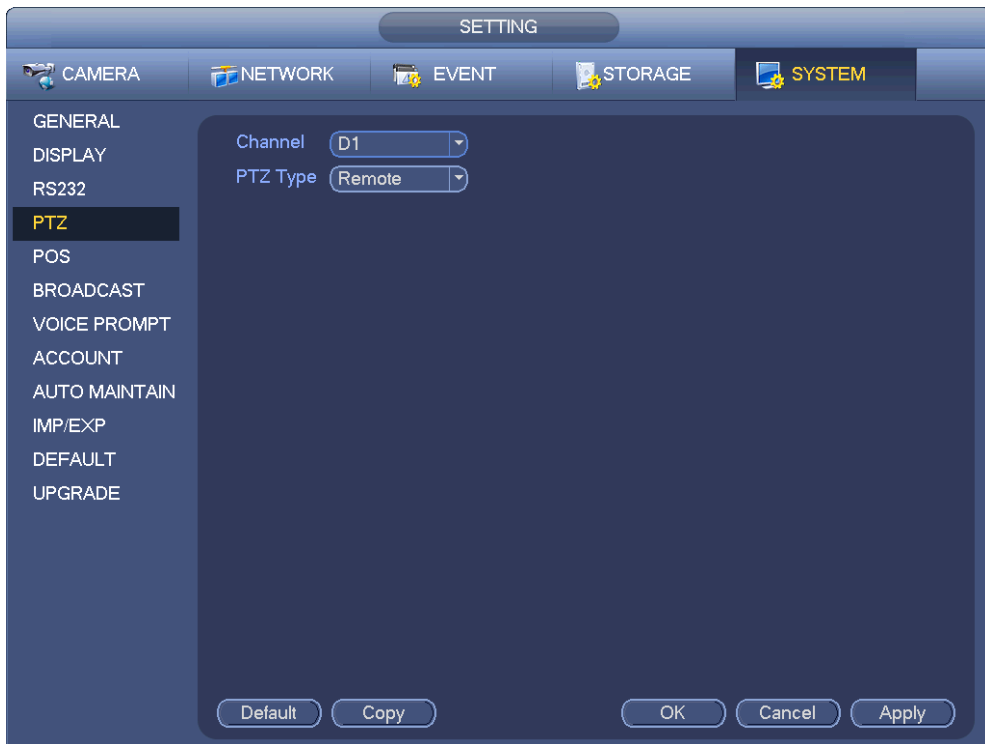 SETTING
CAMERA NETWORK EVENT STORAGE SYSTEM
GENERAL
DISPLAY
RS232
PTZ
POS
BROADCAST
VOICE PROMPT
ACCOUNT
AUTO MAINTAIN
IMP/EXP
DEFAULT
UPGRADE
Channel D1
PTZ Type Remote
Default Copy OK Cancel Apply